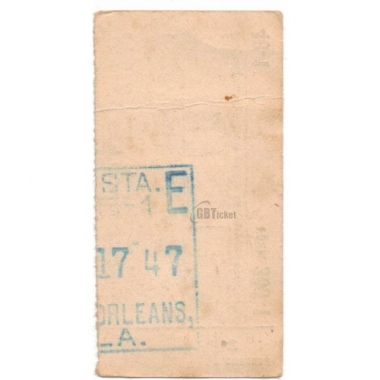 STA. E
GBTicket
17 47
ORLEANS,
LA.